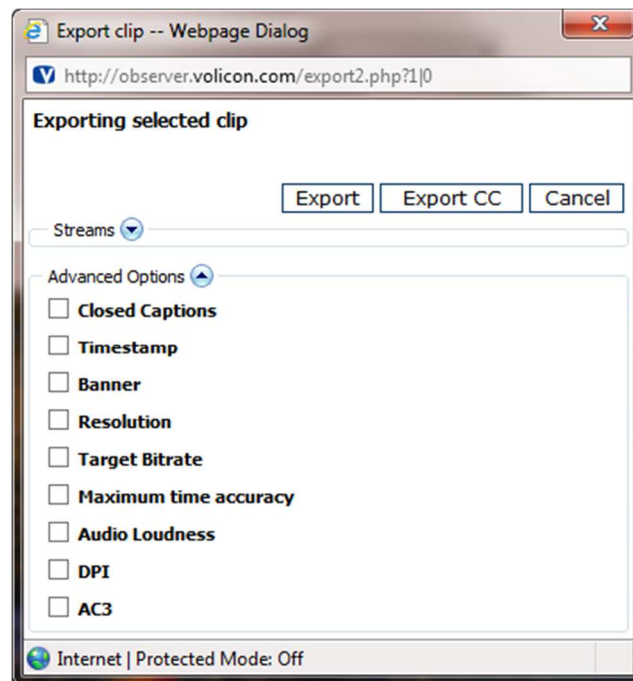 Export clip -- Webpage Dialog
http://observer.volicon.com/export2.php?1|0
Exporting selected clip
Export Export CC Cancel
Streams
Advanced Options
Closed Captions
Timestamp
Banner
Resolution
Target Bitrate
Maximum time accuracy
Audio Loudness
DPI
AC3
Internet | Protected Mode: Off